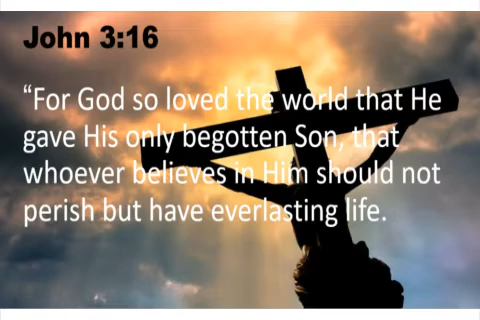 John 3:16
“For God so loved the world that He
gave His only begotten Son, that
whoever believes in Him should not
perish but have everlasting life.